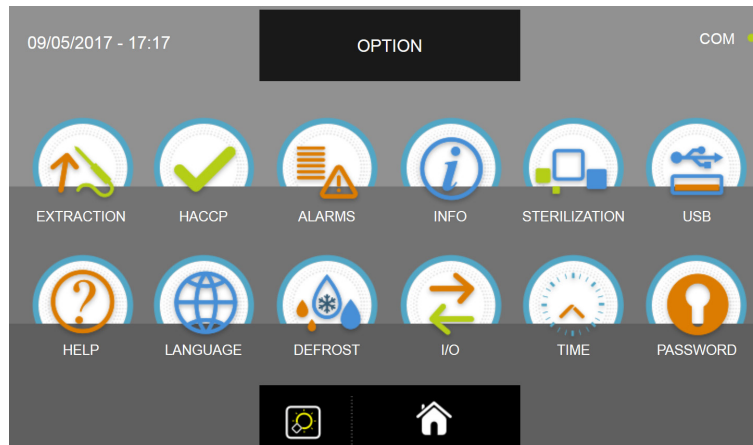 09/05/2017 - 17:17
OPTION
COM
EXTRACTION
HACCP
ALARMS
INFO
STERILIZATION
USB
HELP
LANGUAGE
DEFROST
I/O
TIME
PASSWORD